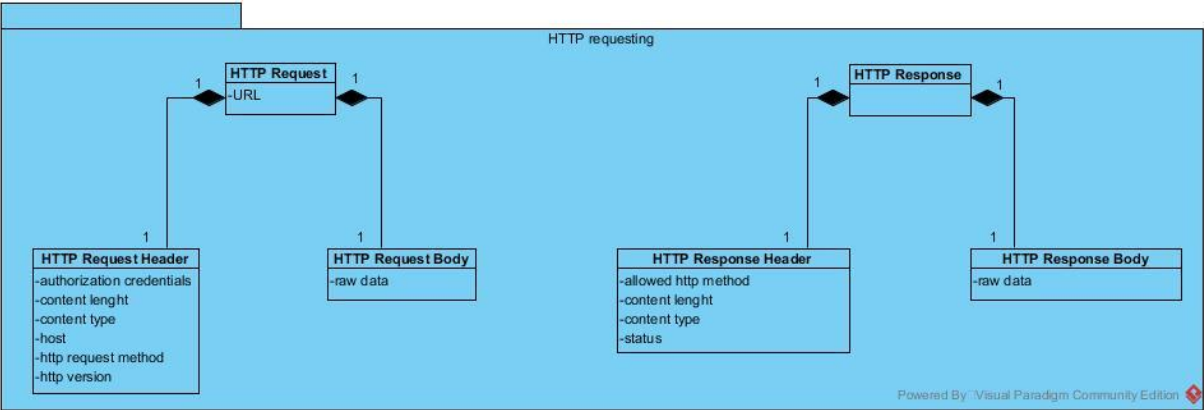 HTTP requesting
1
HTTP Request
1
-URL
1
HTTP Response
1
1
1
1
1
HTTP Request Header
-authorization credentials
-content lenght
-content type
-host
-http request method
-http version
HTTP Request Body
-raw data
HTTP Response Header
-allowed http method
-content lenght
-content type
-status
HTTP Response Body
-raw data
Powered By Visual Paradigm Community Edition